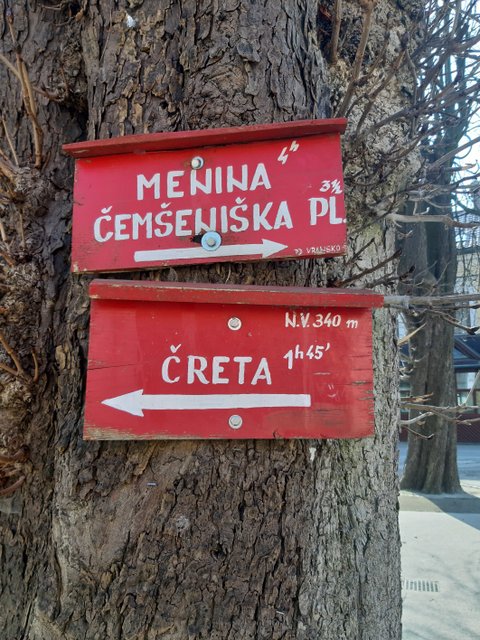 MENINA 4h
ČEMŠENIŠKA PL. 3½
PD VRANSKO
N.V. 340 m
ČRETA 1h45'